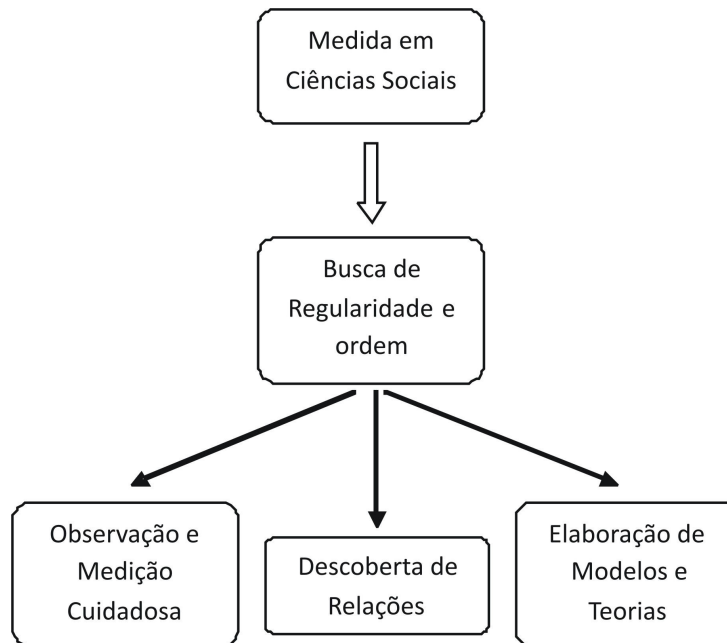 Medida em
Ciências Sociais
Busca de
Regularidade e
ordem
Observação e
Medição
Cuidadosa
Descoberta de
Relações
Elaboração de
Modelos e
Teorias